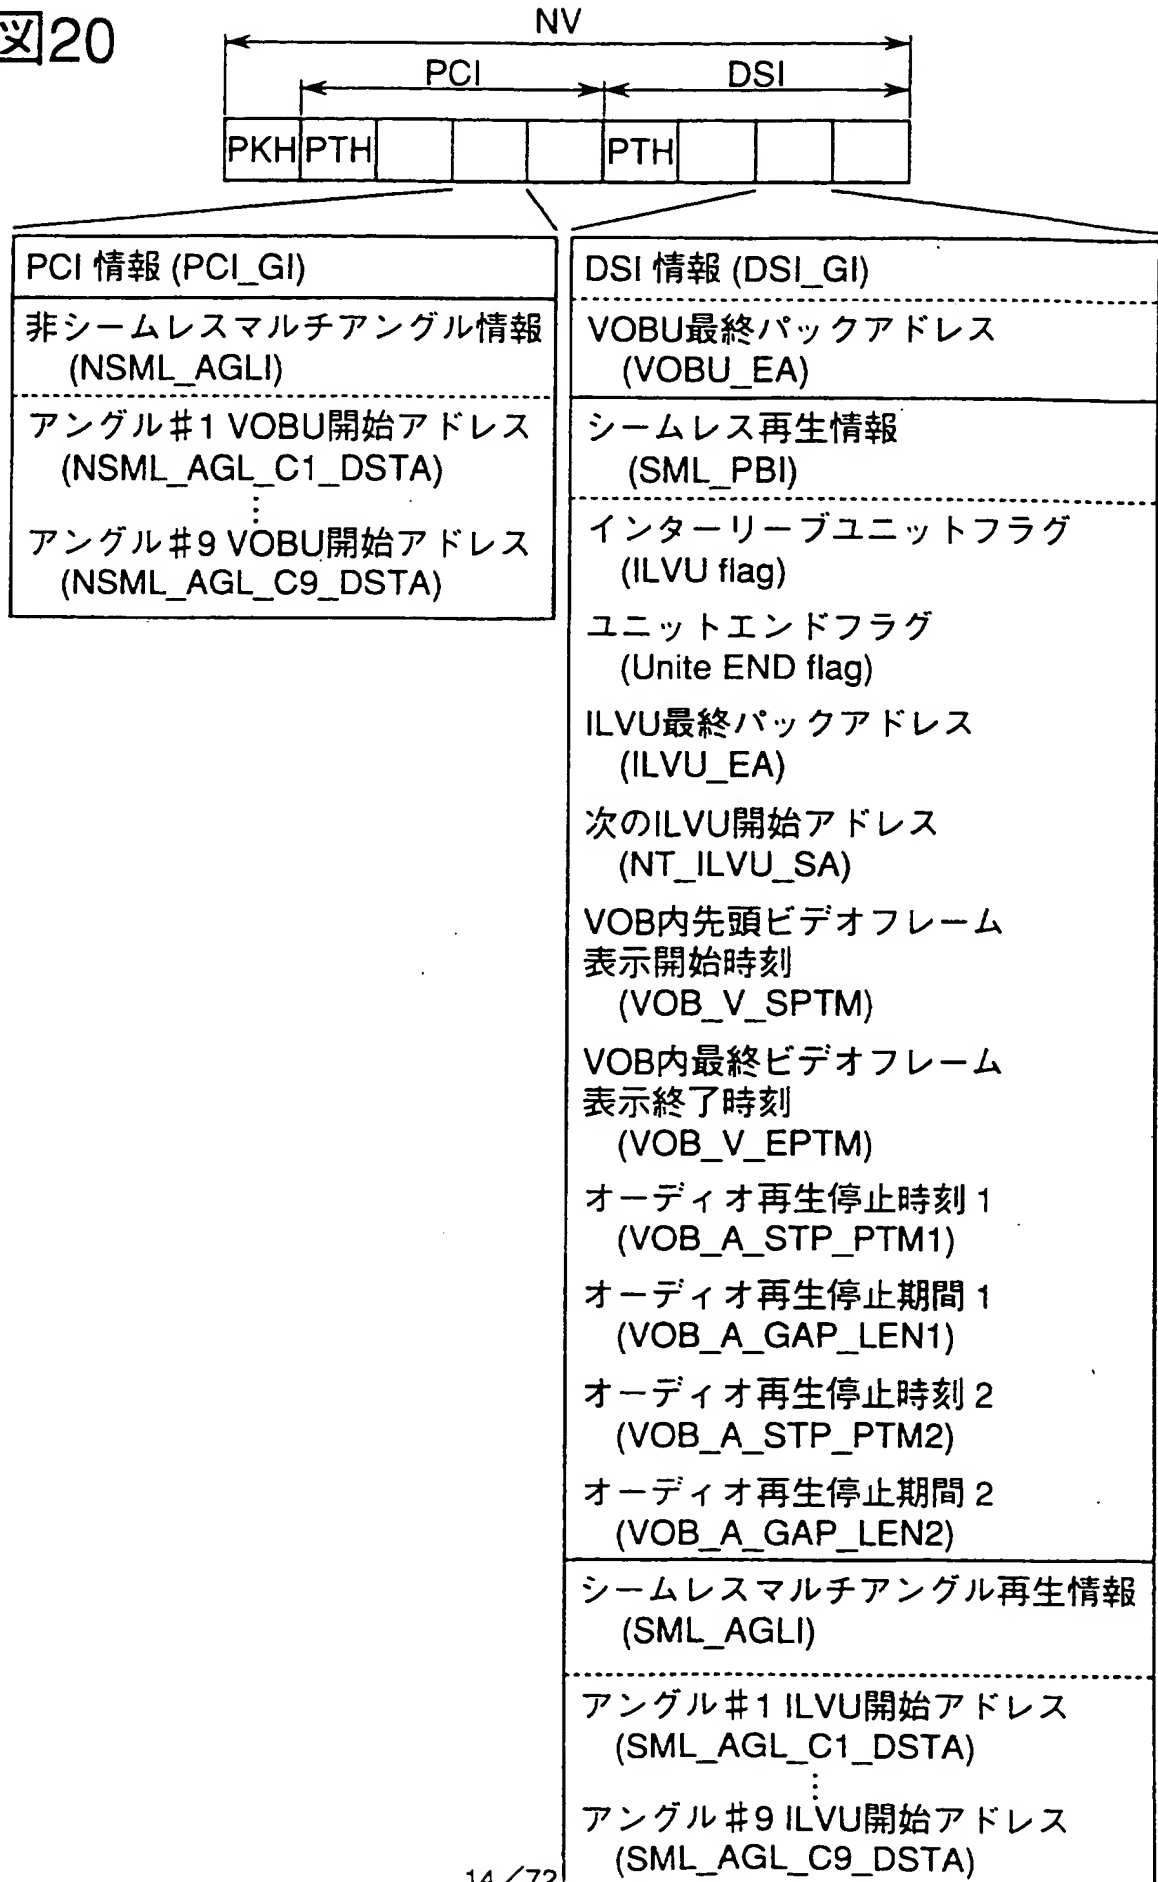 図20
NV
PCI
DSI
PKH PTH PTH
PCI 情報 (PCI_GI)
非シームレスマルチアングル情報
(NSML_AGLI)
アングル#1 VOBU開始アドレス
(NSML_AGL_C1_DSTA)
⋮
アングル#9 VOBU開始アドレス
(NSML_AGL_C9_DSTA)
DSI 情報 (DSI_GI)
VOBU最終パックアドレス
(VOBU_EA)
シームレス再生情報
(SML_PBI)
インターリーブユニットフラグ
(ILVU flag)
ユニットエンドフラグ
(Unite END flag)
ILVU最終パックアドレス
(ILVU_EA)
次のILVU開始アドレス
(NT_ILVU_SA)
VOB内先頭ビデオフレーム
表示開始時刻
(VOB_V_SPTM)
VOB内最終ビデオフレーム
表示終了時刻
(VOB_V_EPTM)
オーディオ再生停止時刻 1
(VOB_A_STP_PTM1)
オーディオ再生停止期間 1
(VOB_A_GAP_LEN1)
オーディオ再生停止時刻 2
(VOB_A_STP_PTM2)
オーディオ再生停止期間 2
(VOB_A_GAP_LEN2)
シームレスマルチアングル再生情報
(SML_AGLI)
アングル#1 ILVU開始アドレス
(SML_AGL_C1_DSTA)
⋮
アングル#9 ILVU開始アドレス
(SML_AGL_C9_DSTA)
14/72